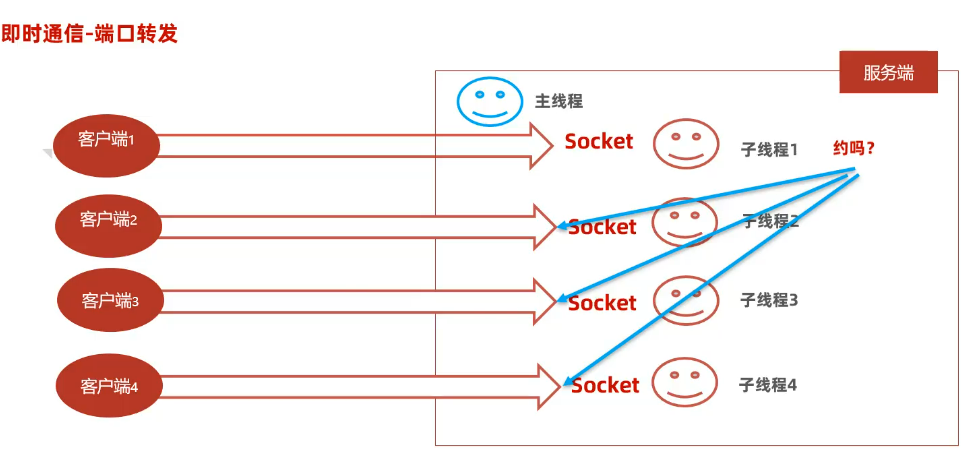 即时通信-端口转发
服务端
主线程
客户端1
Socket
子线程1
约吗？
客户端2
Socket
子线程2
客户端3
Socket
子线程3
客户端4
Socket
子线程4